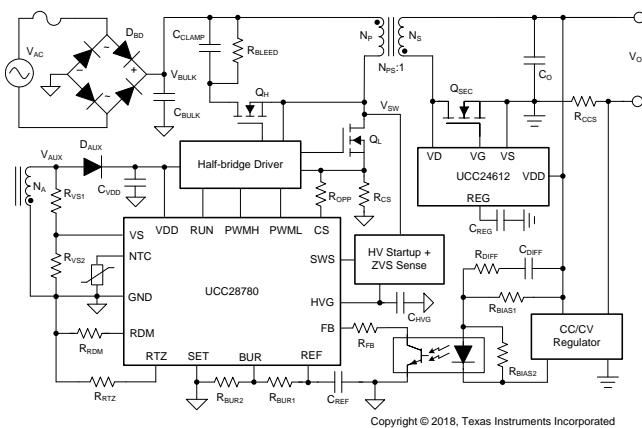 D_BD
V_AC
~
+
−
~
V_BULK
C_BULK
C_CLAMP
R_BLEED
N_P
N_S
N_PS:1
Q_H
V_SW
Q_L
Q_SEC
C_O
V_O
R_CCS
VD
VG
VS
UCC24612
VDD
REG
C_REG
V_AUX
D_AUX
N_A
R_VS1
C_VDD
Half-bridge Driver
R_OPP
R_CS
R_VS2
VDD
RUN
PWMH
PWML
CS
VS
NTC
GND
RDM
RTZ
SET
BUR
REF
UCC28780
SWS
HVG
FB
HV Startup +
ZVS Sense
C_HVG
R_FB
R_DIFF
C_DIFF
R_BIAS1
R_BIAS2
CC/CV
Regulator
R_RDM
R_RTZ
R_BUR2
R_BUR1
C_REF
Copyright © 2018, Texas Instruments Incorporated